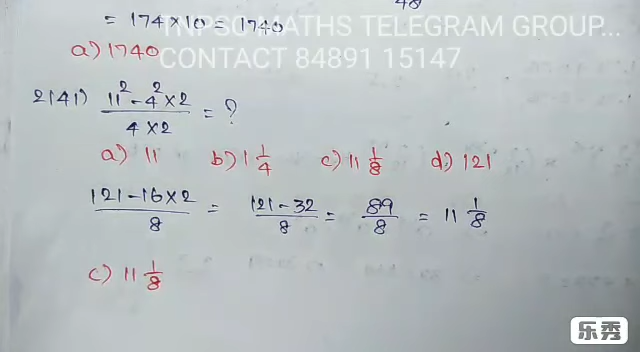 48
= 174 × 10 = 1740
TNPSC MATHS TELEGRAM GROUP...
CONTACT 84891 15147
a) 1740
2141) (11² - 4² × 2) / (4 × 2) = ?
a) 11 b) 1 1/4 c) 11 1/8 d) 121
(121 - 16 × 2) / 8 = (121 - 32) / 8 = 89/8 = 11 1/8
c) 11 1/8
乐秀